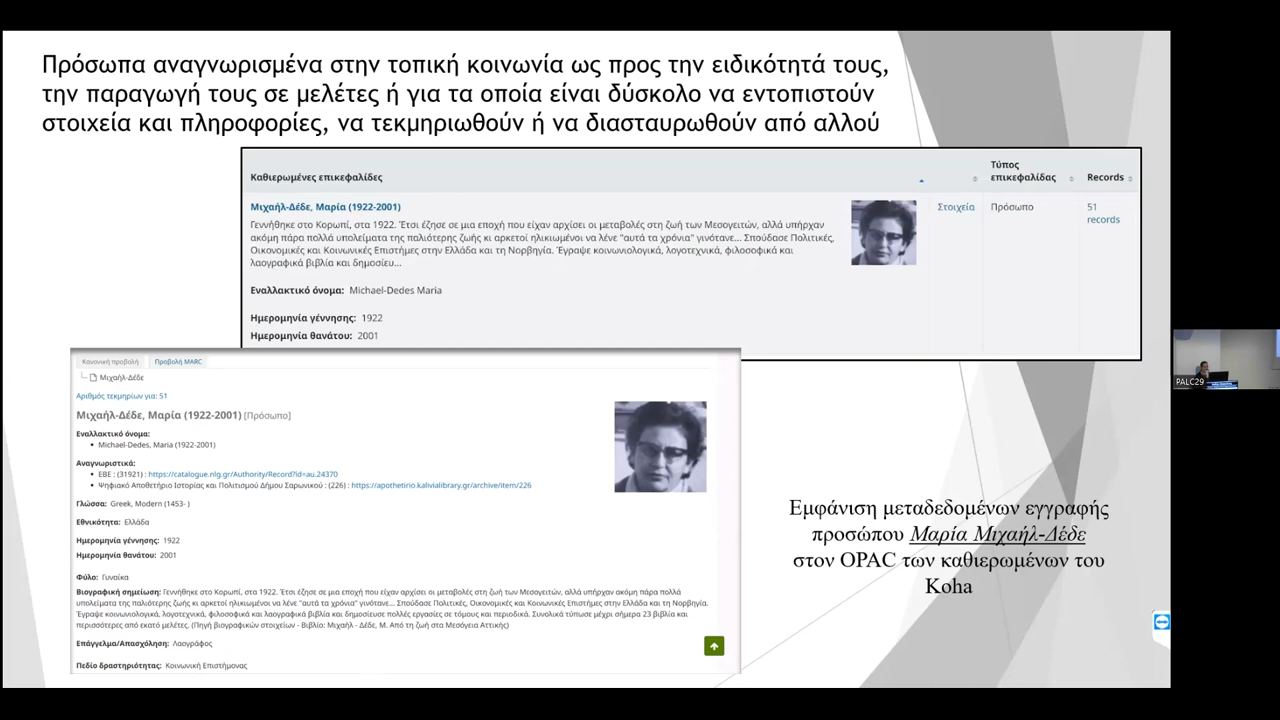 Πρόσωπα αναγνωρισμένα στην τοπική κοινωνία ως προς την ειδικότητά τους,
την παραγωγή τους σε μελέτες ή για τα οποία είναι δύσκολο να εντοπιστούν
στοιχεία και πληροφορίες, να τεκμηριωθούν ή να διασταυρωθούν από αλλού
Καθιερωμένες επικεφαλίδες
Τύπος
επικεφαλίδας
Records
Μιχαήλ-Δέδε, Μαρία (1922-2001)
Στοιχεία
Πρόσωπο
51
records
Γεννήθηκε στο Κορωπί, στα 1922. Έτσι έζησε σε μια εποχή που είχαν αρχίσει οι μεταβολές στη ζωή των Μεσογειτών, αλλά υπήρχαν
ακόμη πάρα πολλά υπολείματα της παλιότερης ζωής κι αρκετοί ηλικιωμένοι να λένε "αυτά τα χρόνια" γινότανε... Σπούδασε Πολιτικές,
Οικονομικές και Κοινωνικές Επιστήμες στην Ελλάδα και τη Νορβηγία. Έγραψε κοινωνιολογικά, λογοτεχνικά, φιλοσοφικά και
λαογραφικά βιβλία και δημοσίευ...
Εναλλακτικό όνομα: Michael-Dedes Maria
Ημερομηνία γέννησης: 1922
Ημερομηνία θανάτου: 2001
Κανονική προβολή Προβολή MARC
Μιχαήλ-Δέδε
Αριθμός τεκμηρίων για: 51
Μιχαήλ-Δέδε, Μαρία (1922-2001) [Πρόσωπο]
Εναλλακτικό όνομα:
• Michael-Dedes, Maria (1922-2001)
Αναγνωριστικά:
• ΕΒΕ : (31921) : https://catalogue.nlg.gr/Authority/Record?id=au.24370
• Ψηφιακό Αποθετήριο Ιστορίας και Πολιτισμού Δήμου Σαρωνικού : (226) : https://apothetirio.kalivialibrary.gr/archive/item/226
Γλώσσα: Greek, Modern (1453- )
Εθνικότητα: Ελλάδα
Ημερομηνία γέννησης: 1922
Ημερομηνία θανάτου: 2001
Φύλο: Γυναίκα
Βιογραφική σημείωση: Γεννήθηκε στο Κορωπί, στα 1922. Έτσι έζησε σε μια εποχή που είχαν αρχίσει οι μεταβολές στη ζωή των Μεσογειτών, αλλά υπήρχαν ακόμη πάρα πολλά
υπολείματα της παλιότερης ζωής κι αρκετοί ηλικιωμένοι να λένε "αυτά τα χρόνια" γινότανε... Σπούδασε Πολιτικές, Οικονομικές και Κοινωνικές Επιστήμες στην Ελλάδα και τη Νορβηγία.
Έγραψε κοινωνιολογικά, λογοτεχνικά, φιλοσοφικά και λαογραφικά βιβλία και δημοσίευσε πολλές εργασίες σε τόμους και περιοδικά. Συνολικά τύπωσε μέχρι σήμερα 23 βιβλία και
περισσότερες από εκατό μελέτες. (Πηγή βιογραφικών στοιχείων - Βιβλίο: Μιχαήλ - Δέδε, Μ. Από τη ζωή στα Μεσόγεια Αττικής)
Επάγγελμα/Απασχόληση: Λαογράφος
Πεδίο δραστηριότητας: Κοινωνική Επιστήμονας
Εμφάνιση μεταδεδομένων εγγραφής
προσώπου Μαρία Μιχαήλ-Δέδε
στον OPAC των καθιερωμένων του
Koha
PALC29